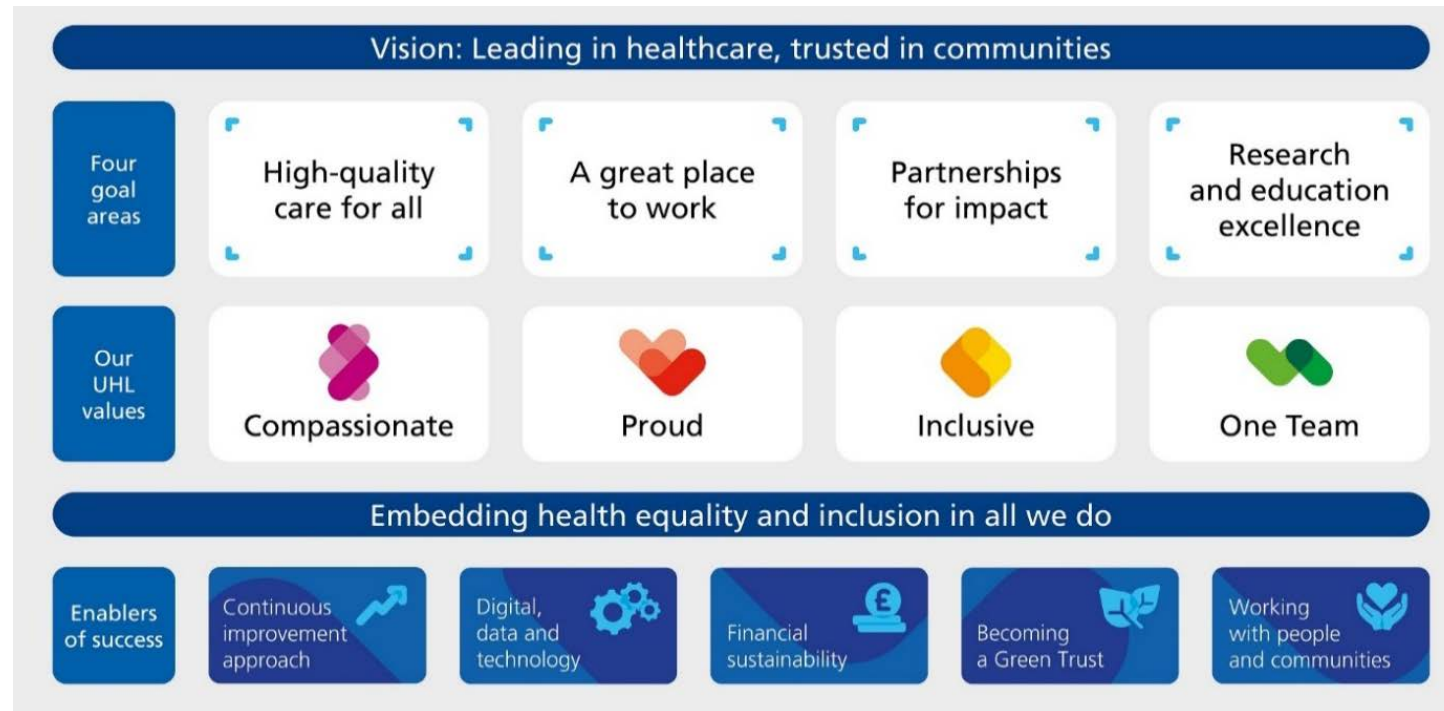 Vision: Leading in healthcare, trusted in communities
Four
goal
areas
High-quality
care for all
A great place
to work
Partnerships
for impact
Research
and education
excellence
Our
UHL
values
Compassionate
Proud
Inclusive
One Team
Embedding health equality and inclusion in all we do
Enablers
of success
Continuous
improvement
approach
Digital,
data and
technology
£
Financial
sustainability
Becoming
a Green Trust
Working
with people
and communities